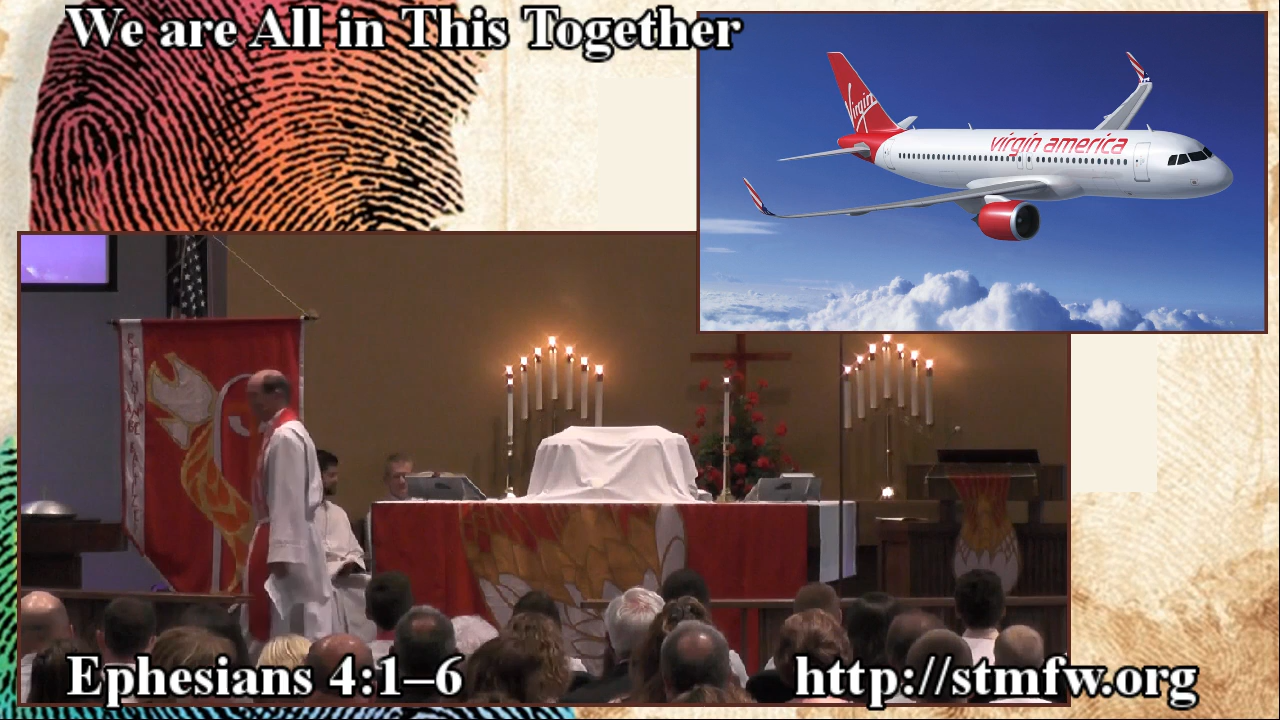 We are All in This Together
Virgin
virgin america
Ephesians 4:1–6
http://stmfw.org